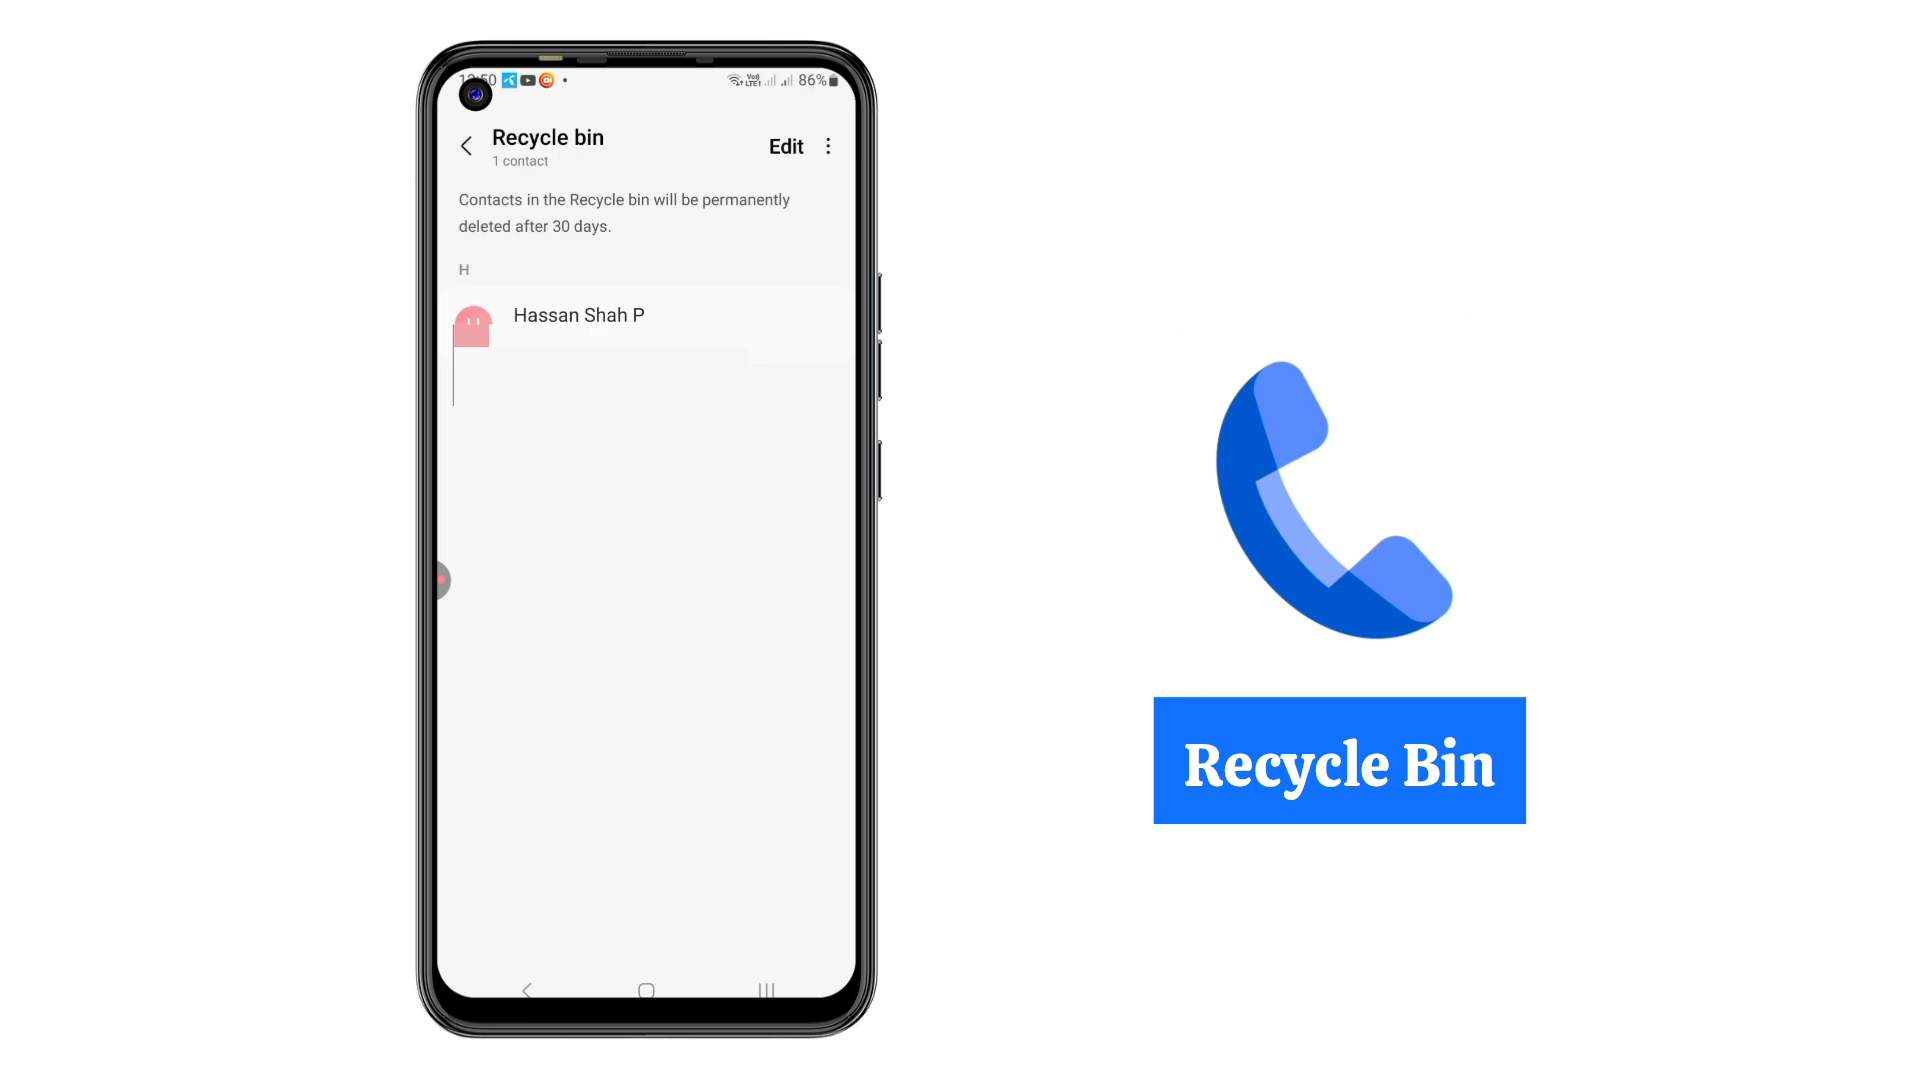 86%
Recycle bin
1 contact
Edit
Contacts in the Recycle bin will be permanently
deleted after 30 days.
H
Hassan Shah P
Recycle Bin